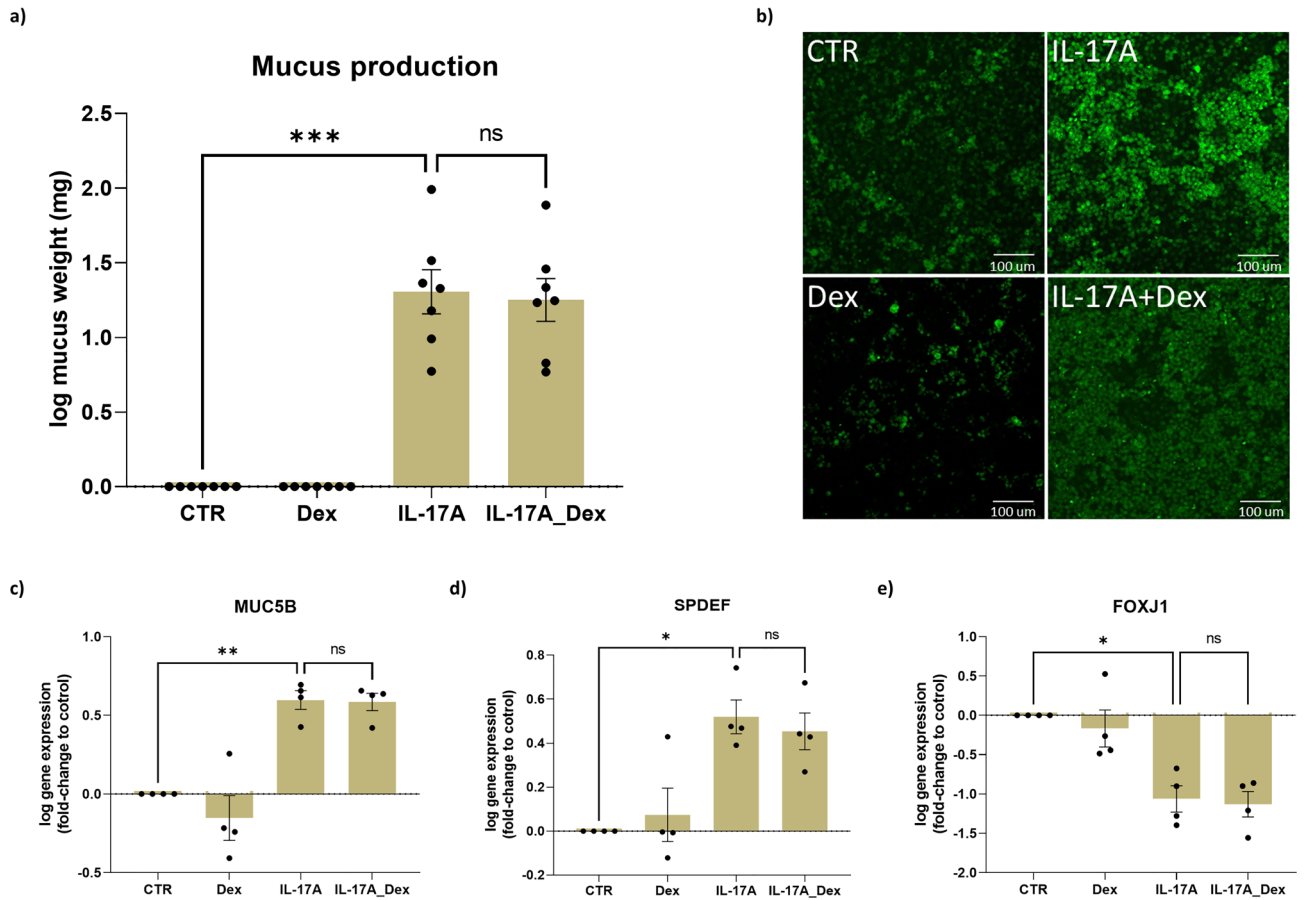 a)
Mucus production
log mucus weight (mg)
2.5
2.0
1.5
1.0
0.5
0.0
***
ns
CTR
Dex
IL-17A
IL-17A_Dex
b)
CTR
100 um
IL-17A
100 um
Dex
100 um
IL-17A+Dex
100 um
c)
MUC5B
log gene expression
(fold-change to cotrol)
1.0
0.5
0.0
-0.5
**
ns
CTR
Dex
IL-17A
IL-17A_Dex
d)
SPDEF
log gene expression
(fold-change to cotrol)
0.8
0.6
0.4
0.2
0.0
-0.2
*
ns
CTR
Dex
IL-17A
IL-17A_Dex
e)
FOXJ1
log gene expression
(fold-change to cotrol)
1.0
0.5
0.0
-0.5
-1.0
-1.5
-2.0
*
ns
CTR
Dex
IL-17A
IL-17A_Dex